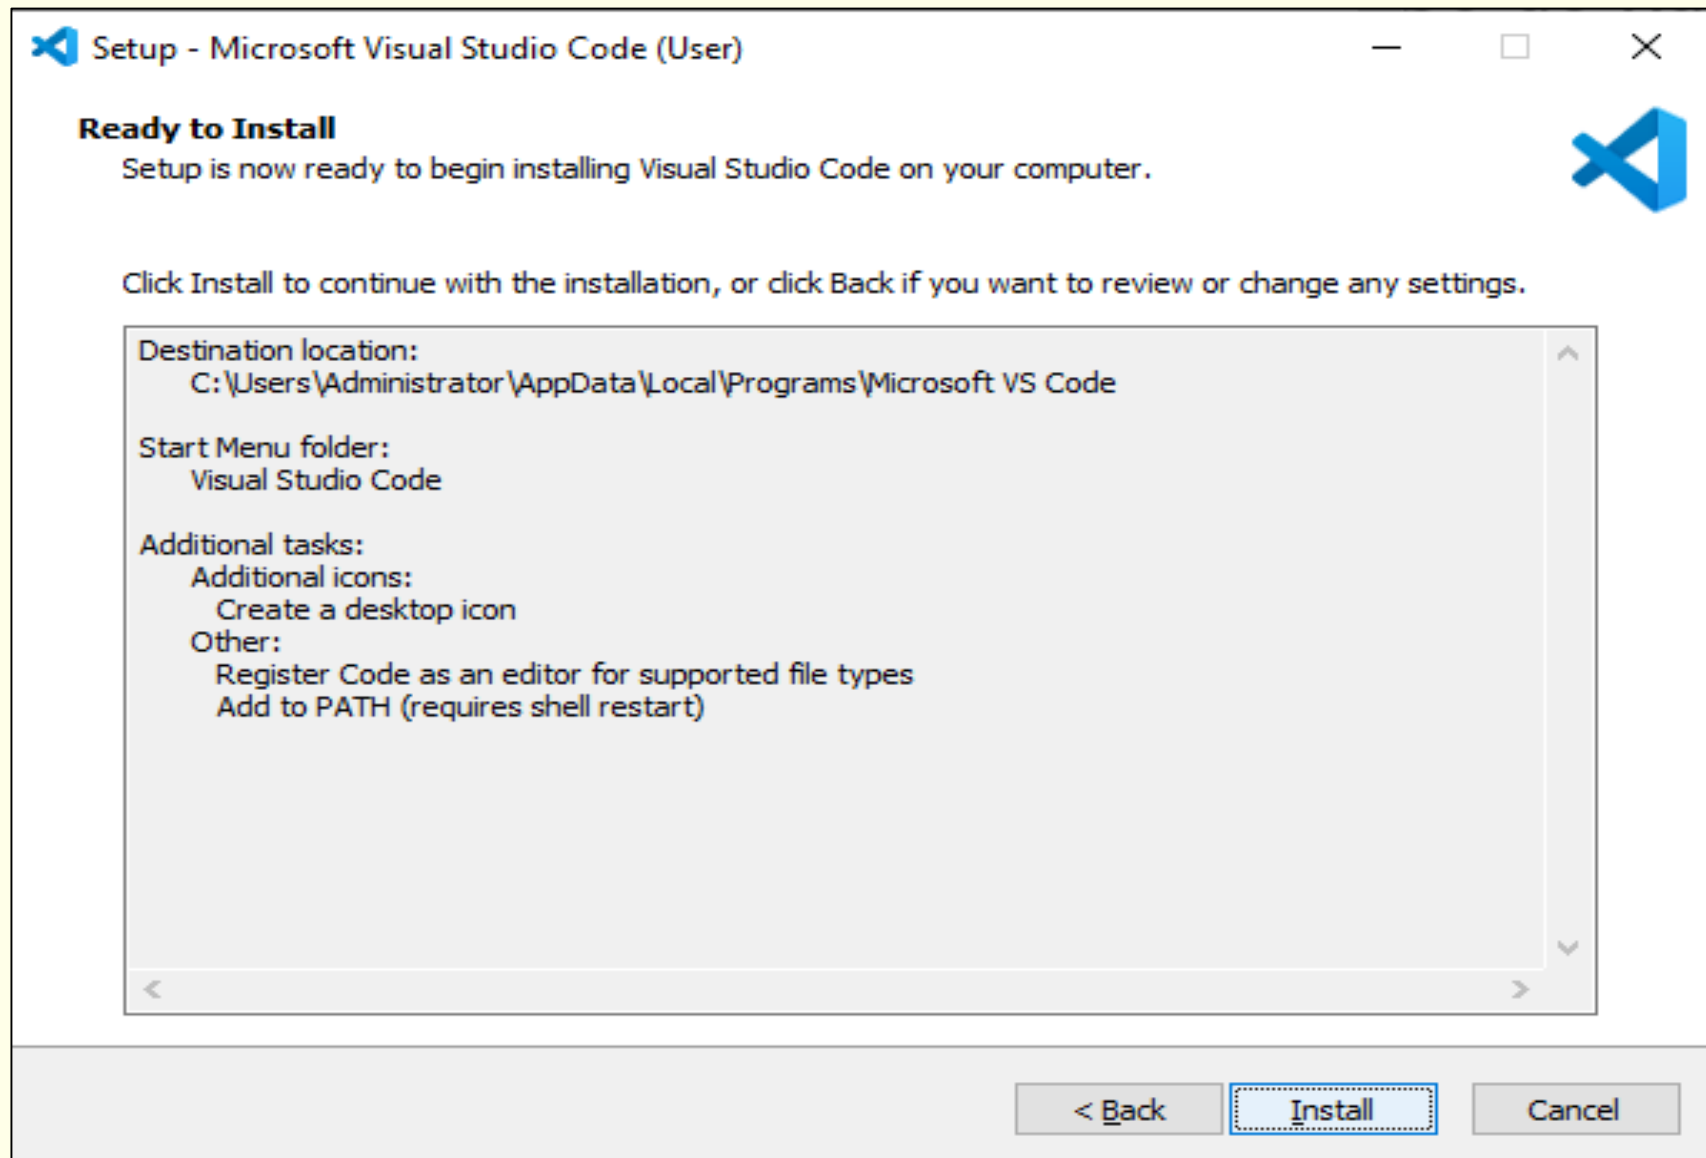 Setup - Microsoft Visual Studio Code (User)
Ready to Install
Setup is now ready to begin installing Visual Studio Code on your computer.
Click Install to continue with the installation, or click Back if you want to review or change any settings.
Destination location:
C:\Users\Administrator\AppData\Local\Programs\Microsoft VS Code
Start Menu folder:
Visual Studio Code
Additional tasks:
Additional icons:
Create a desktop icon
Other:
Register Code as an editor for supported file types
Add to PATH (requires shell restart)
< Back
Install
Cancel